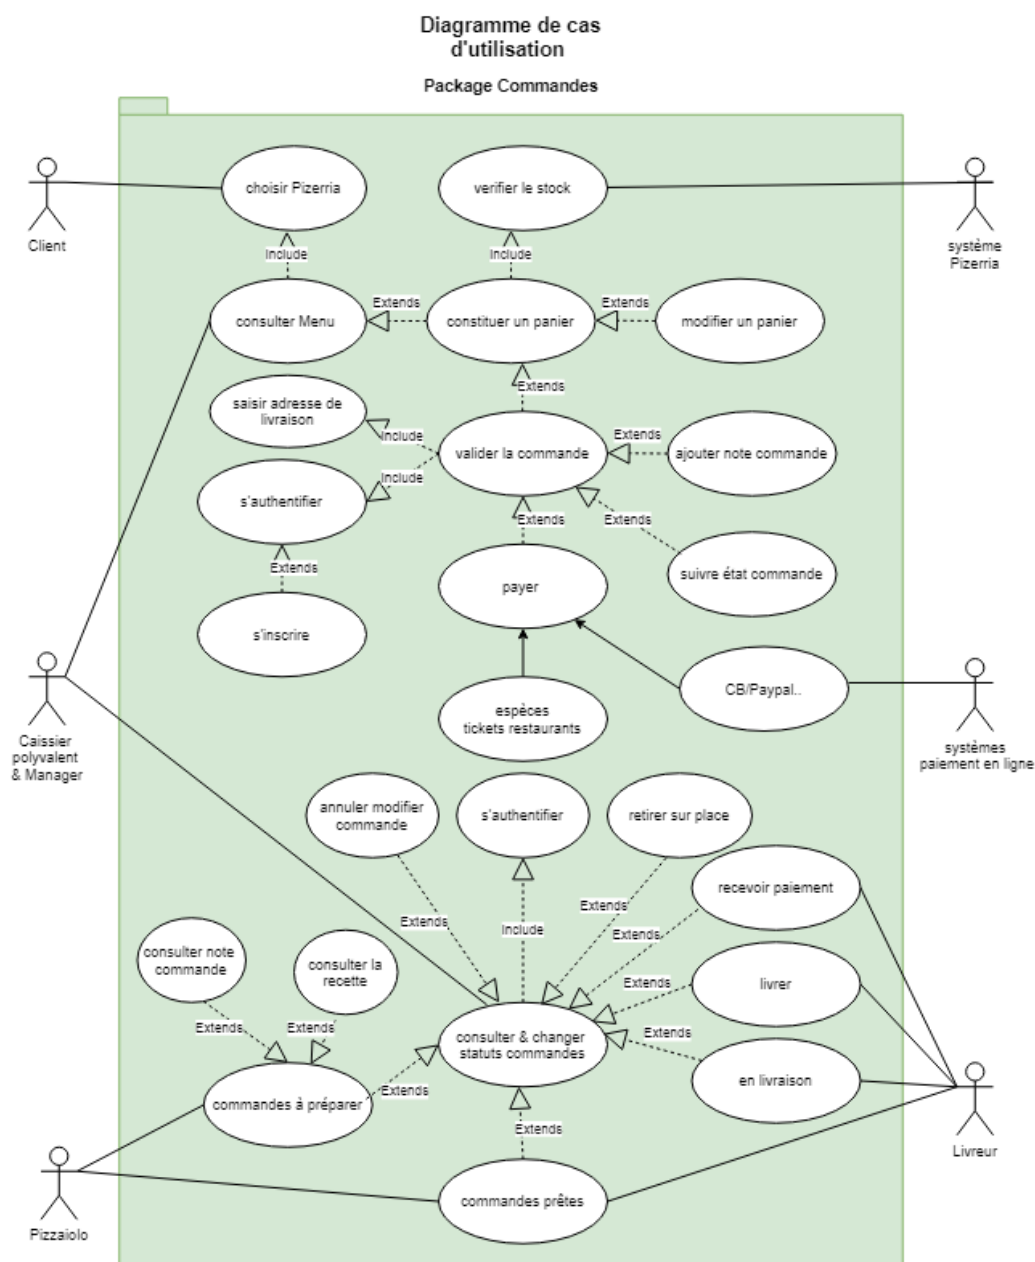 Diagramme de cas
d'utilisation
Package Commandes
choisir Pizerria
verifier le stock
Client
système
Pizerria
Include
Include
consulter Menu
Extends
constituer un panier
Extends
modifier un panier
Extends
saisir adresse de
livraison
Include
valider la commande
Extends
ajouter note commande
Include
s'authentifier
Extends
Extends
Extends
suivre état commande
payer
s'inscrire
CB/Paypal..
espèces
tickets restaurants
Caissier
polyvalent
& Manager
systèmes
paiement en ligne
annuler modifier
commande
s'authentifier
retirer sur place
recevoir paiement
Extends
Extends
Include
Extends
consulter note
commande
consulter la
recette
Extends
livrer
Extends
Extends
Extends
consulter & changer
statuts commandes
en livraison
Extends
commandes à préparer
Extends
Livreur
commandes prêtes
Pizzaiolo